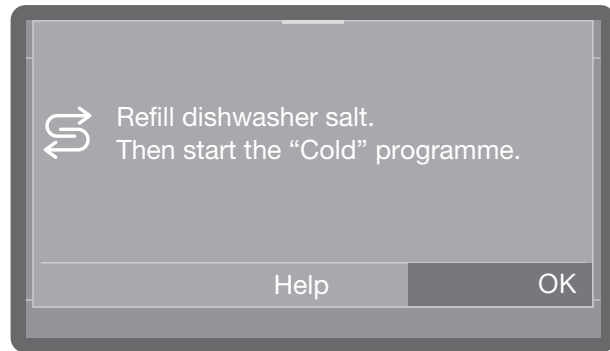 Refill dishwasher salt.
Then start the “Cold” programme.
Help
OK